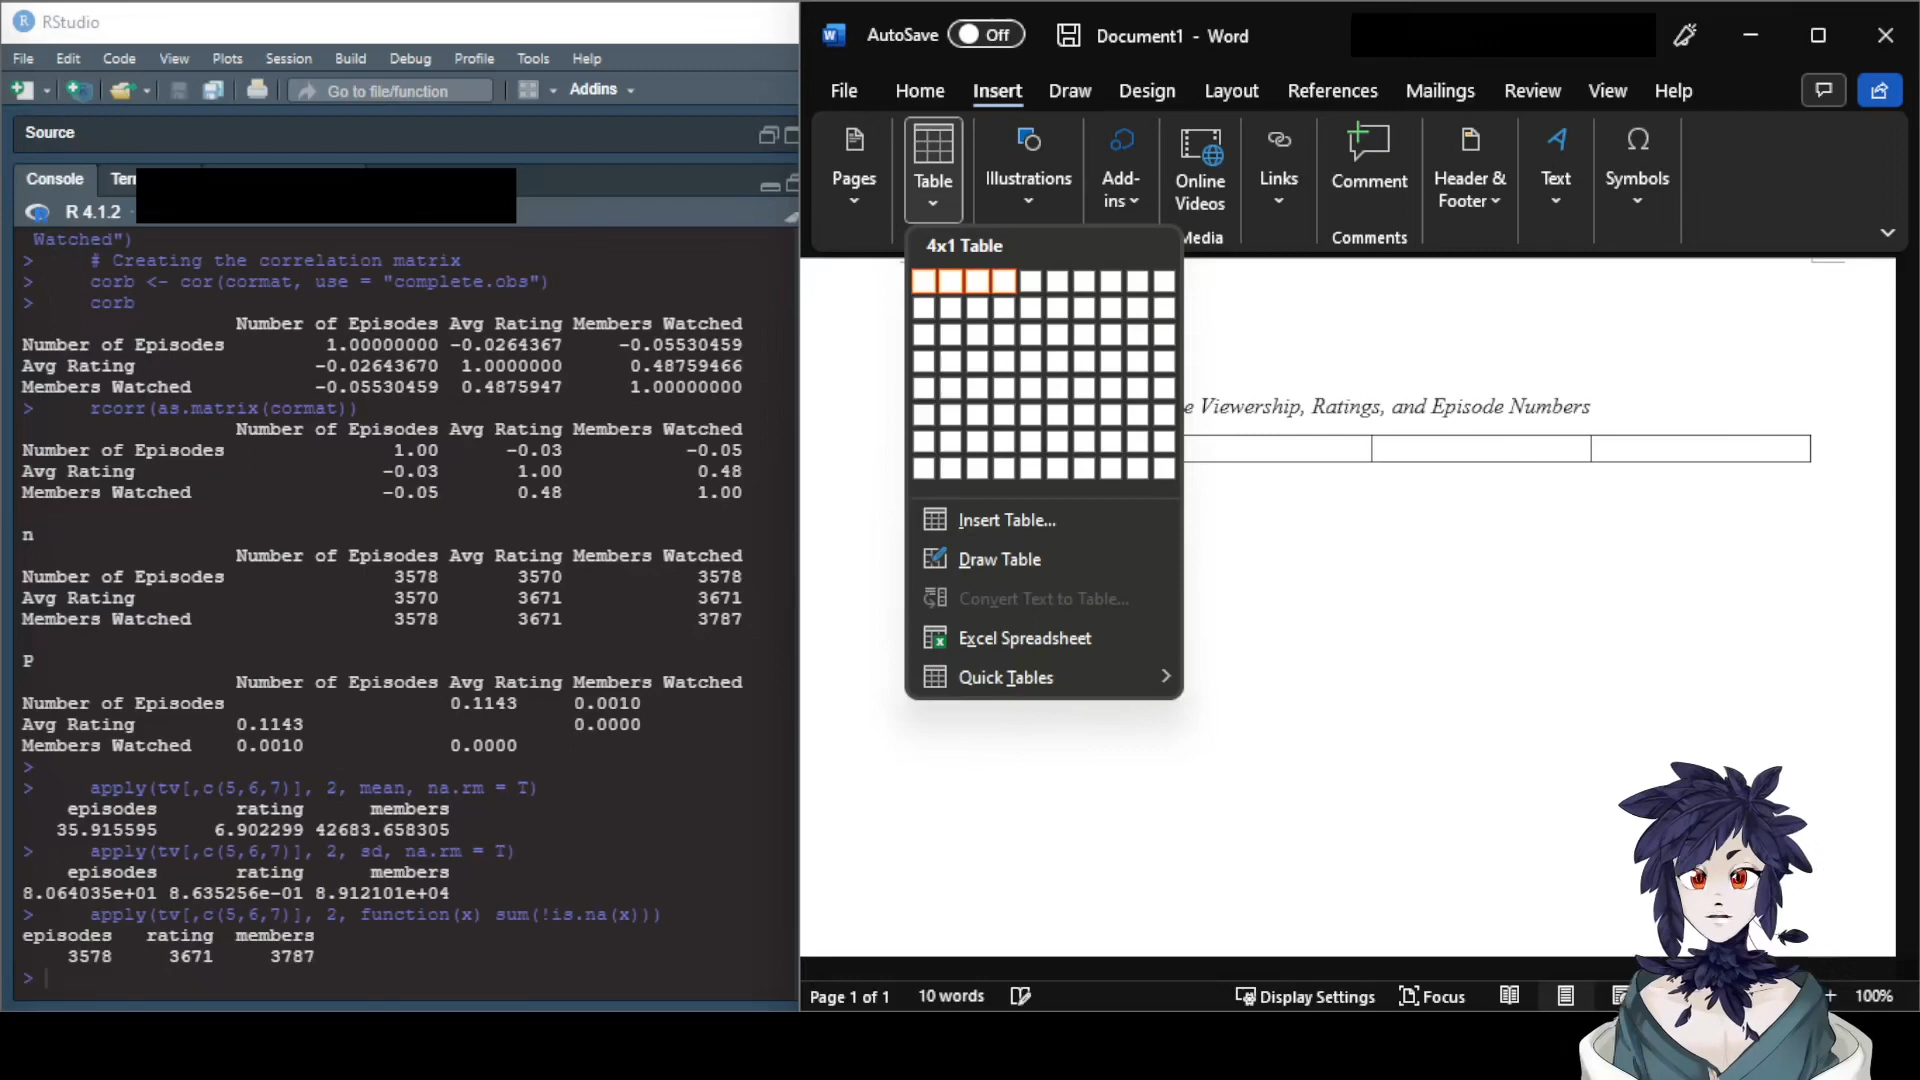 RStudio
File Edit Code View Plots Session Build Debug Profile Tools Help
Go to file/function Addins
Source
Console
R 4.1.2
Watched")
> # Creating the correlation matrix
> corb <- cor(cormat, use = "complete.obs")
> corb
Number of Episodes Avg Rating Members Watched
Number of Episodes 1.00000000 -0.0264367 -0.05530459
Avg Rating -0.02643670 1.0000000 0.48759466
Members Watched -0.05530459 0.4875947 1.00000000
> rcorr(as.matrix(cormat))
Number of Episodes Avg Rating Members Watched
Number of Episodes 1.00 -0.03 -0.05
Avg Rating -0.03 1.00 0.48
Members Watched -0.05 0.48 1.00
n
Number of Episodes Avg Rating Members Watched
Number of Episodes 3578 3570 3578
Avg Rating 3570 3671 3671
Members Watched 3578 3671 3787
P
Number of Episodes Avg Rating Members Watched
Number of Episodes 0.1143 0.0010
Avg Rating 0.1143 0.0000
Members Watched 0.0010 0.0000
>
> apply(tv[,c(5,6,7)], 2, mean, na.rm = T)
episodes rating members
35.915595 6.902299 42683.658305
> apply(tv[,c(5,6,7)], 2, sd, na.rm = T)
episodes rating members
8.064035e+01 8.635256e-01 8.912101e+04
> apply(tv[,c(5,6,7)], 2, function(x) sum(!is.na(x)))
episodes rating members
3578 3671 3787
>
AutoSave Off Document1 - Word
File Home Insert Draw Design Layout References Mailings Review View Help
Pages
Table
Illustrations
Add-
ins
Online
Videos
Links
Comment
Header &
Footer
Text
Symbols
Media
Comments
4x1 Table
Insert Table...
Draw Table
Convert Text to Table...
Excel Spreadsheet
Quick Tables
e Viewership, Ratings, and Episode Numbers
Page 1 of 1 10 words Display Settings Focus + 100%